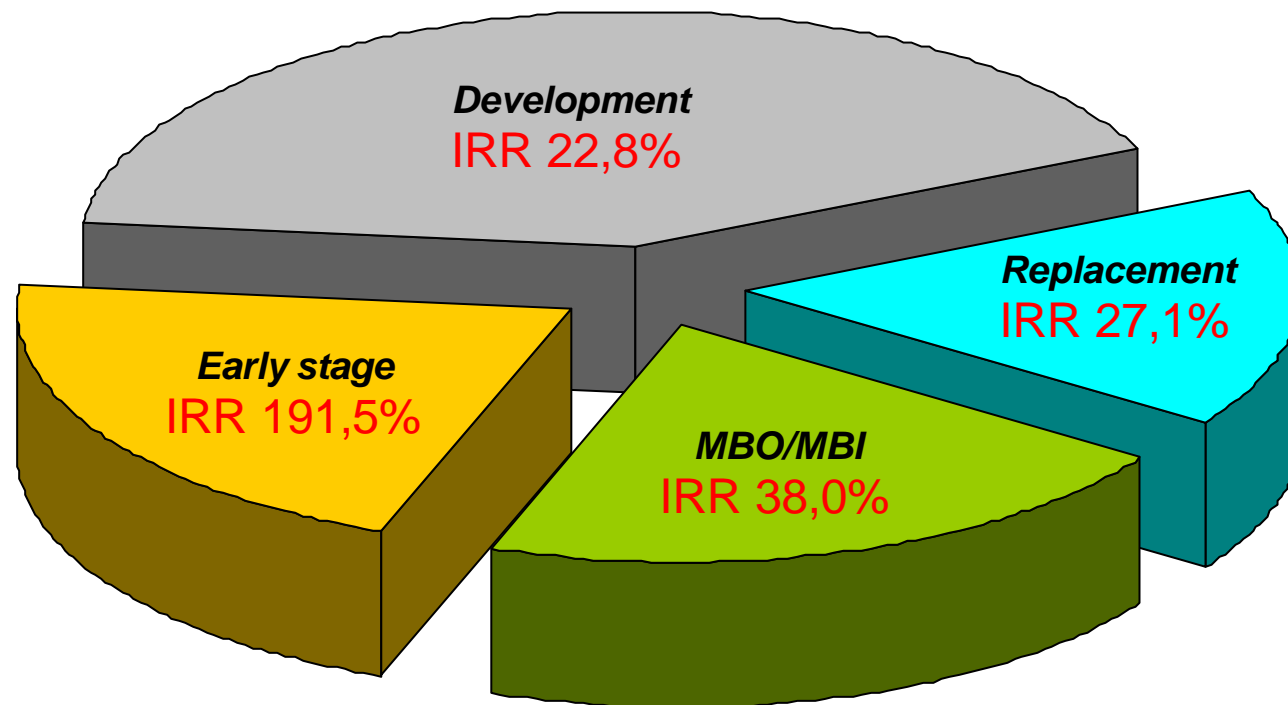 Development
IRR 22,8%
Replacement
IRR 27,1%
Early stage
IRR 191,5%
MBO/MBI
IRR 38,0%